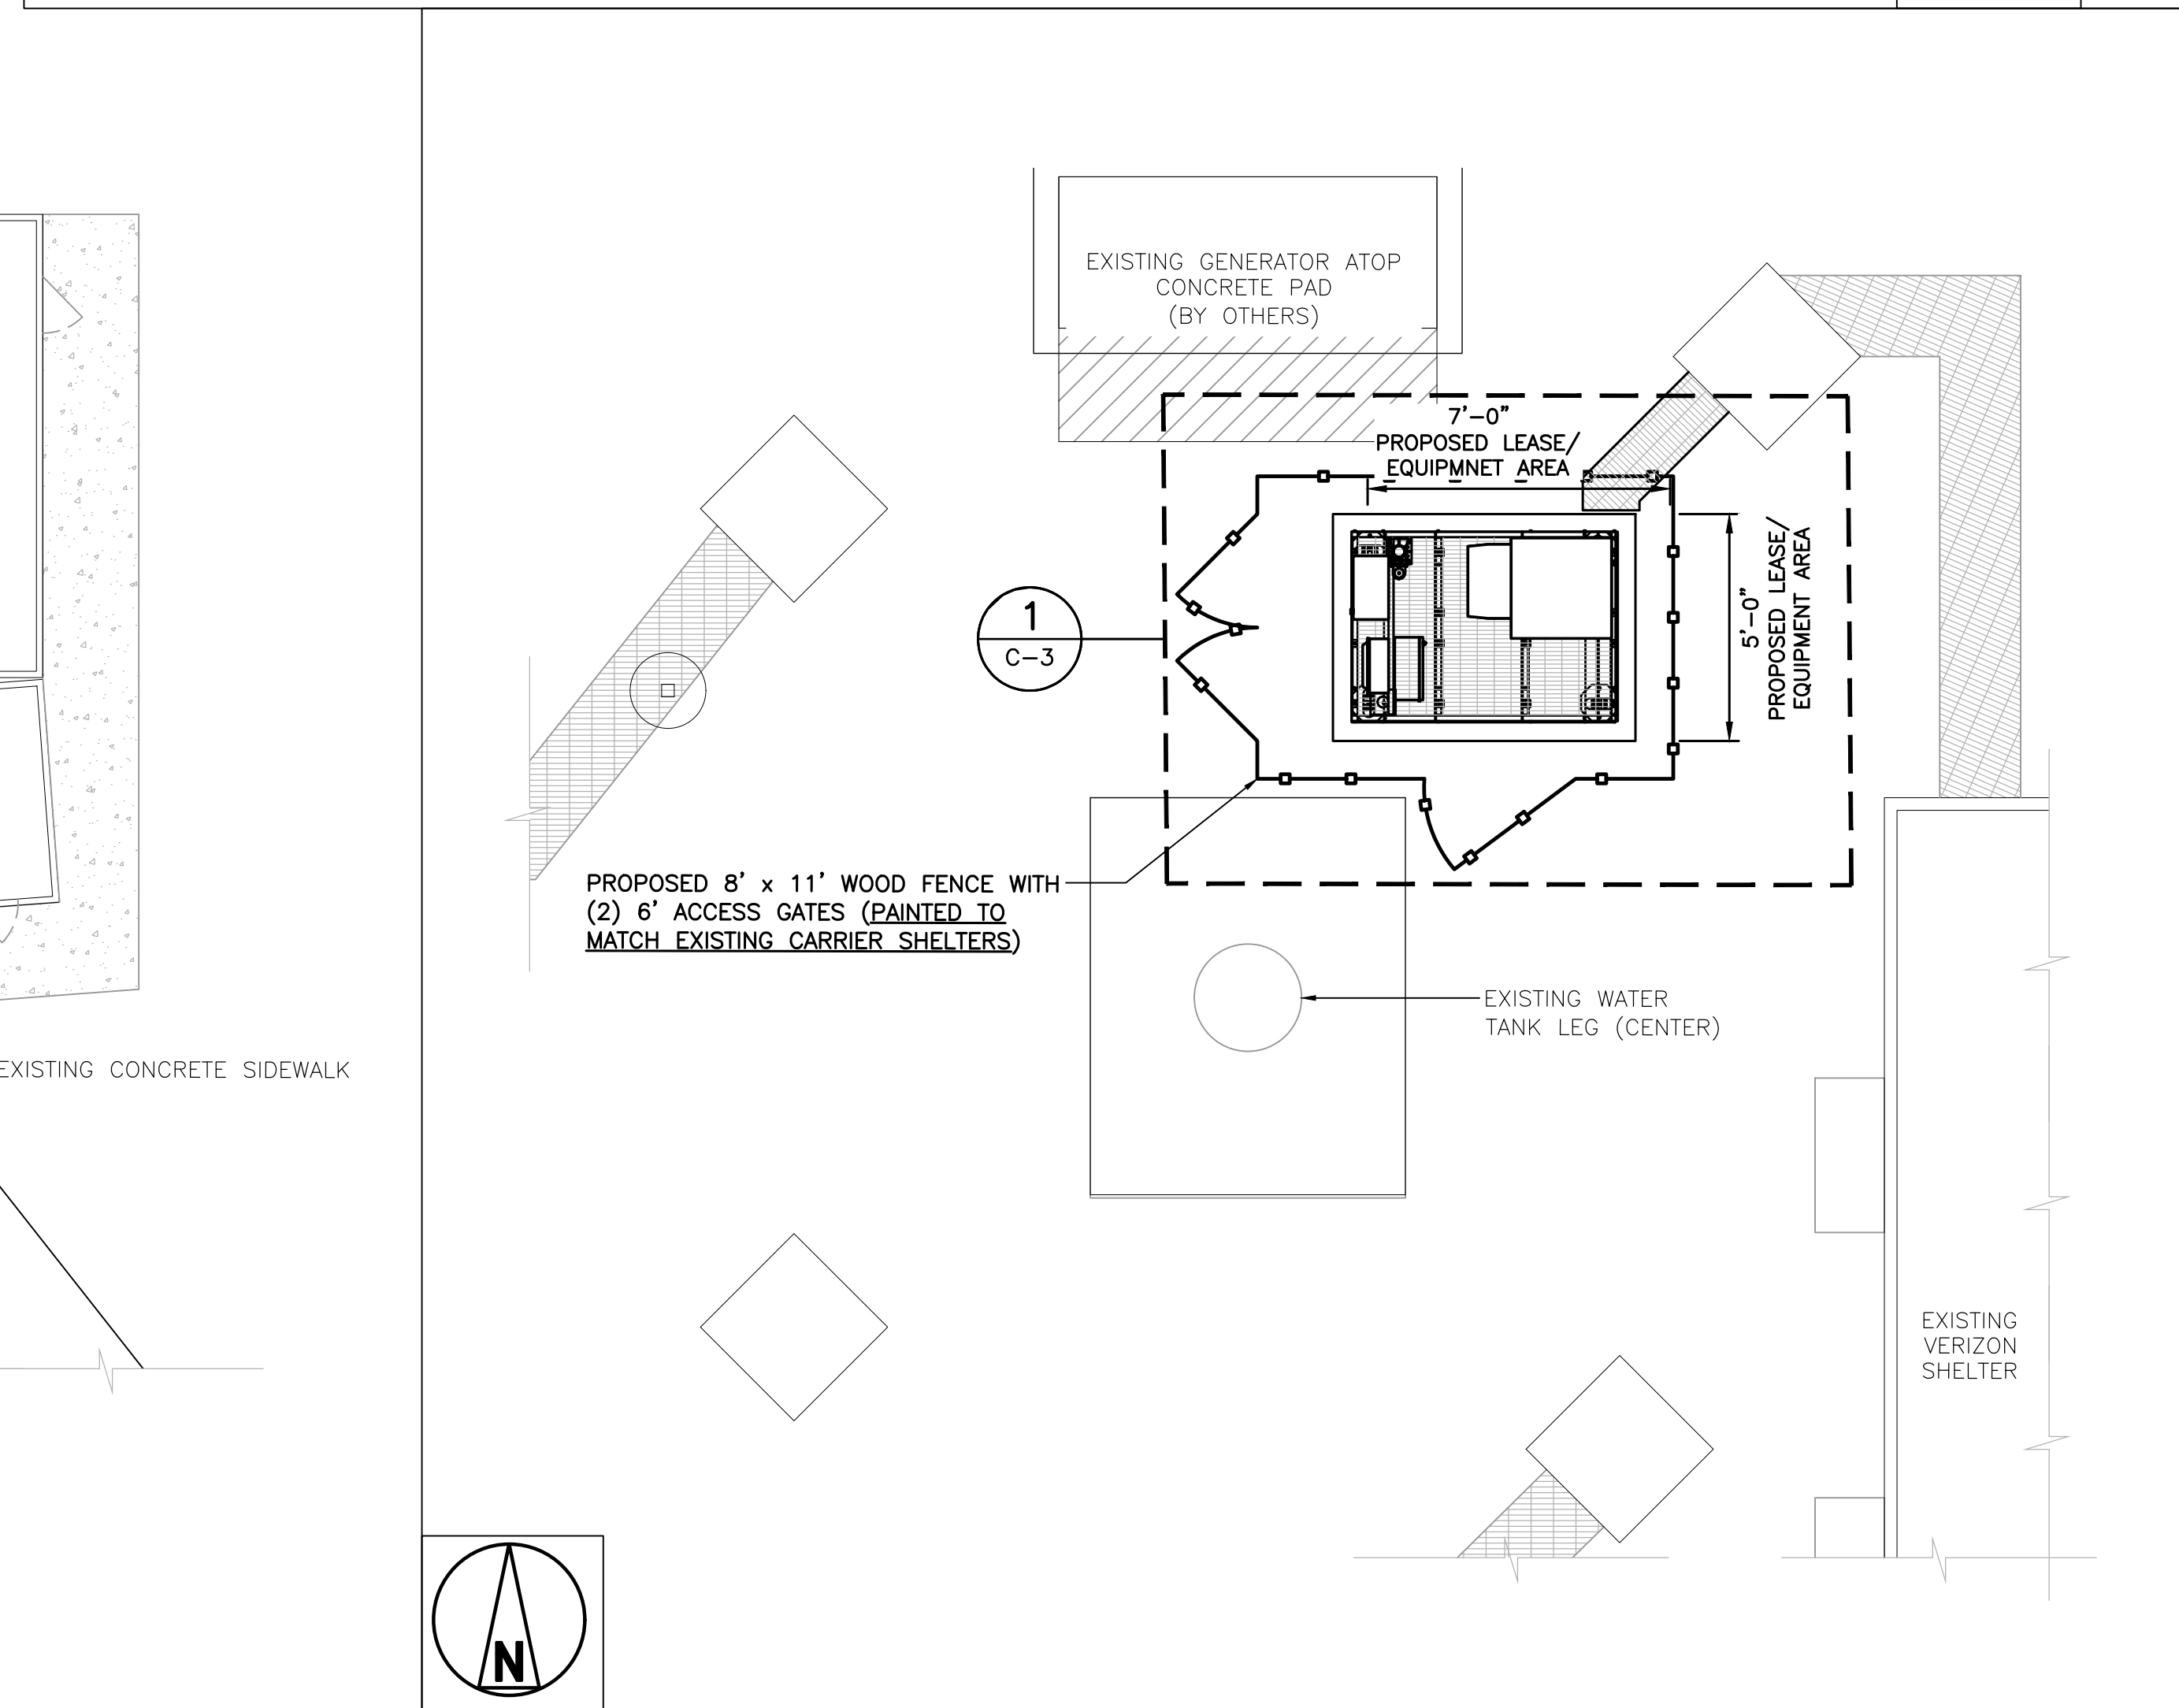 EXISTING GENERATOR ATOP
CONCRETE PAD
(BY OTHERS)
7'-0"
PROPOSED LEASE/
EQUIPMNET AREA
5'-0"
PROPOSED LEASE/
EQUIPMENT AREA
1
C-3
PROPOSED 8' x 11' WOOD FENCE WITH
(2) 6' ACCESS GATES (PAINTED TO
MATCH EXISTING CARRIER SHELTERS)
EXISTING WATER
TANK LEG (CENTER)
EXISTING CONCRETE SIDEWALK
EXISTING
VERIZON
SHELTER
N